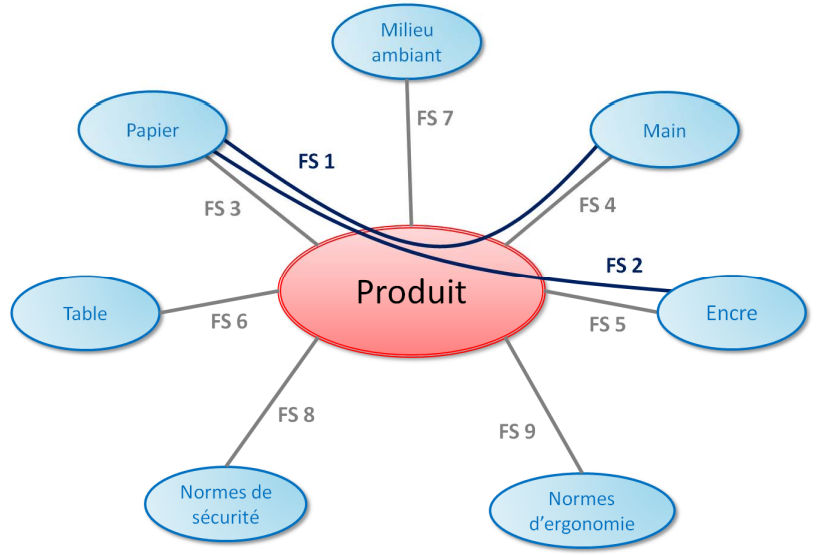 Milieu
ambiant
FS 7
Papier
FS 1
Main
FS 3
FS 4
FS 2
Produit
Table
FS 6
FS 5
Encre
FS 8
FS 9
Normes de
sécurité
Normes
d'ergonomie